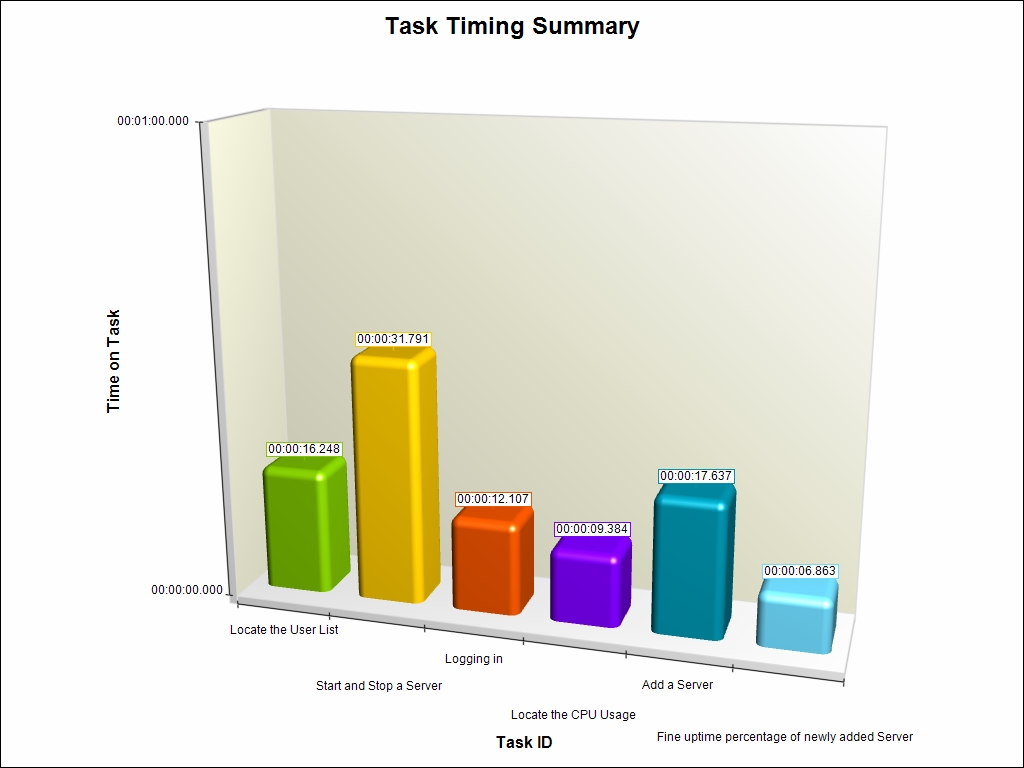 Task Timing Summary
00:01:00.000
Time on Task
00:00:31.791
00:00:16.248
00:00:17.637
00:00:12.107
00:00:09.384
00:00:06.863
00:00:00.000
Locate the User List
Logging in
Start and Stop a Server
Add a Server
Locate the CPU Usage
Fine uptime percentage of newly added Server
Task ID